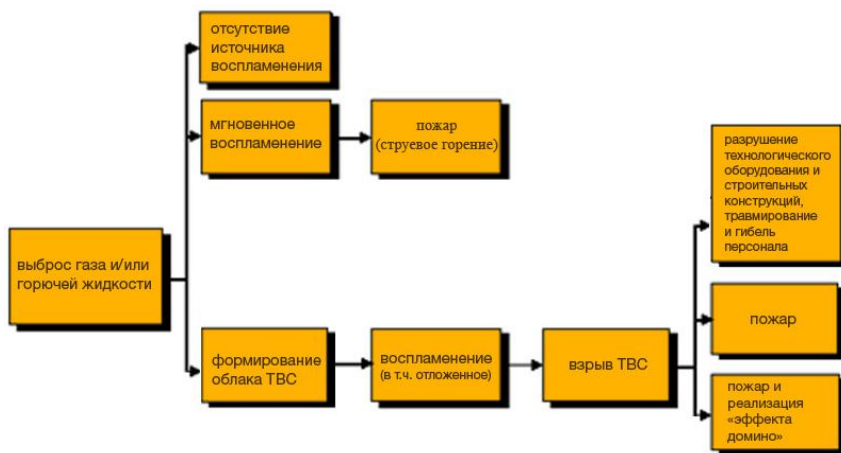 отсутствие
источника
воспламенения
мгновенное
воспламенение
пожар
(струевое горение)
разрушение
технологического
оборудования и
строительных
конструкций,
травмирование
и гибель
персонала
выброс газа и/или
горючей жидкости
пожар
формирование
облака ТВС
воспламенение
(в т.ч. отложенное)
взрыв ТВС
пожар и
реализация
«эффекта
домино»